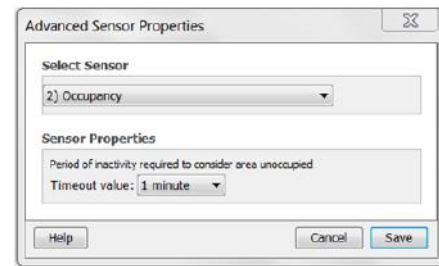 Advanced Sensor Properties
Select Sensor
2) Occupancy
Sensor Properties
Period of inactivity required to consider area unoccupied
Timeout value: 1 minute
Help Cancel Save